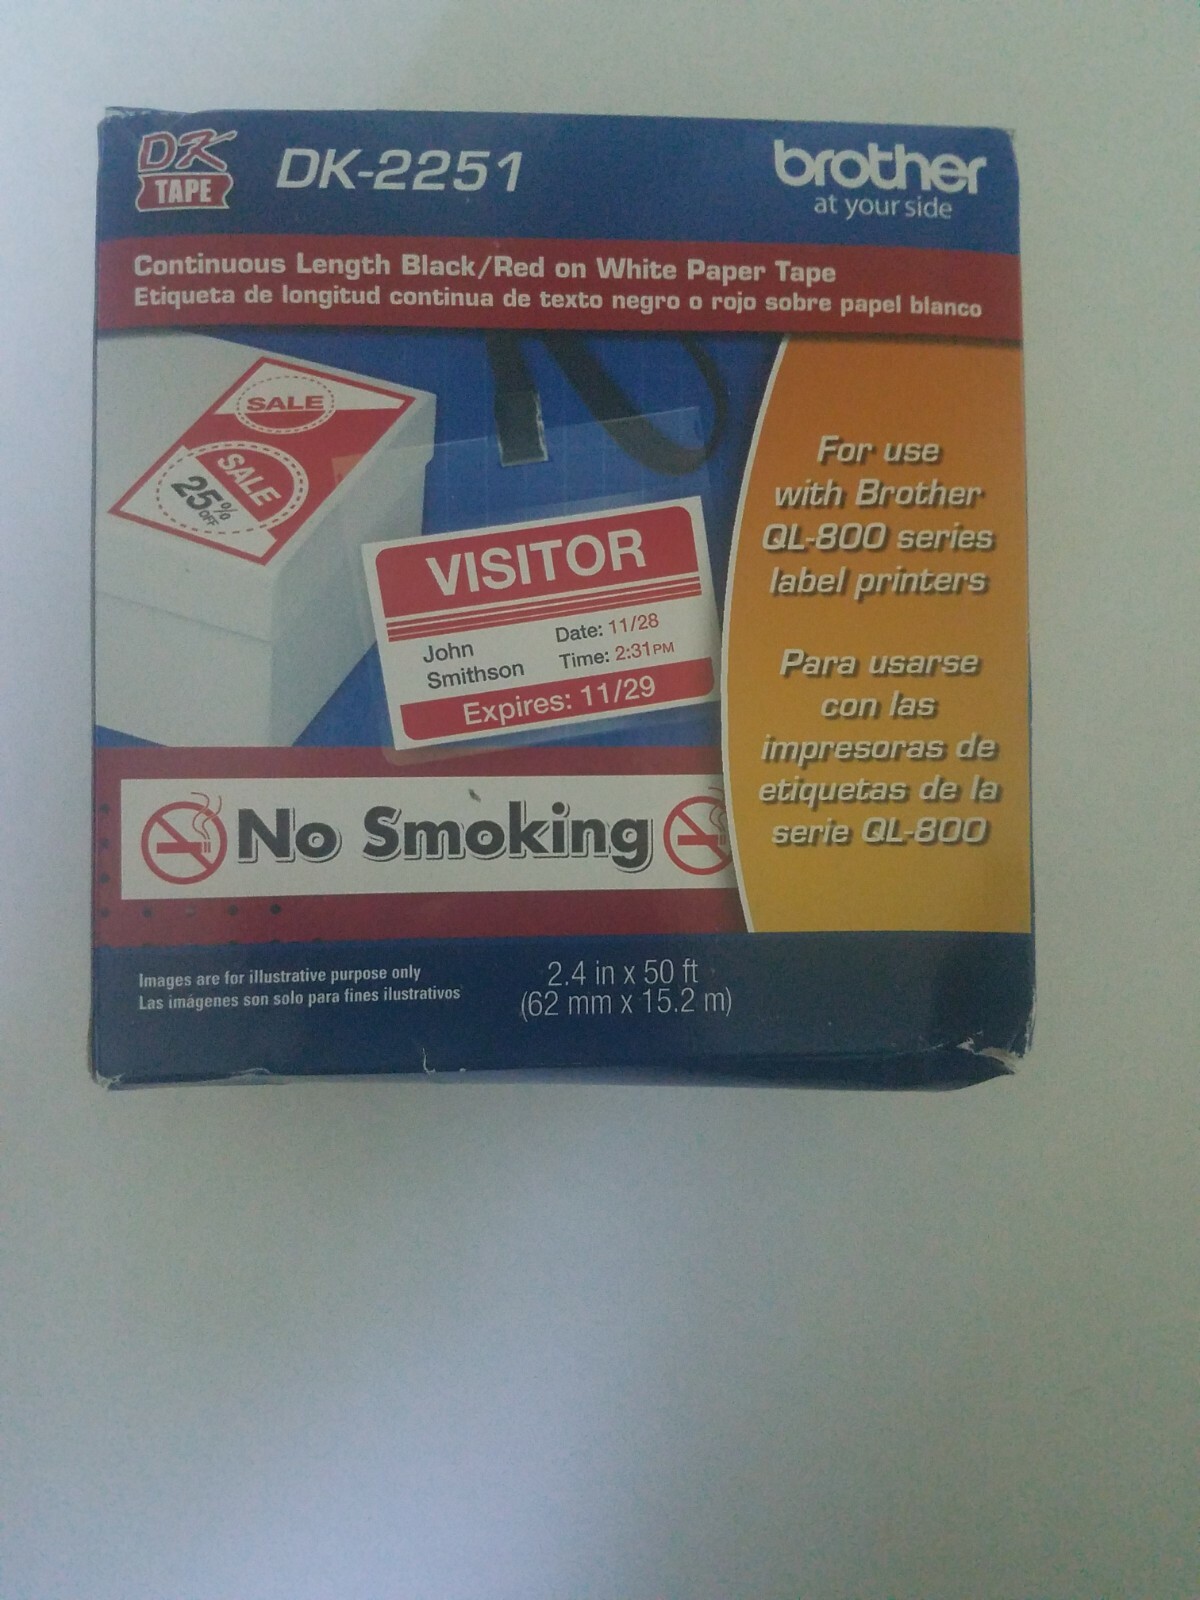 DK
TAPE
DK-2251
brother
at your side
Continuous Length Black/Red on White Paper Tape
Etiqueta de longitud continua de texto negro o rojo sobre papel blanco
SALE
SALE
25%
OFF
VISITOR
John
Smithson
Date: 11/28
Time: 2:31PM
Expires: 11/29
No Smoking
For use
with Brother
QL-800 series
label printers
Para usarse
con las
impresoras de
etiquetas de la
serie QL-800
Images are for illustrative purpose only
Las imágenes son solo para fines ilustrativos
2.4 in x 50 ft
(62 mm x 15.2 m)